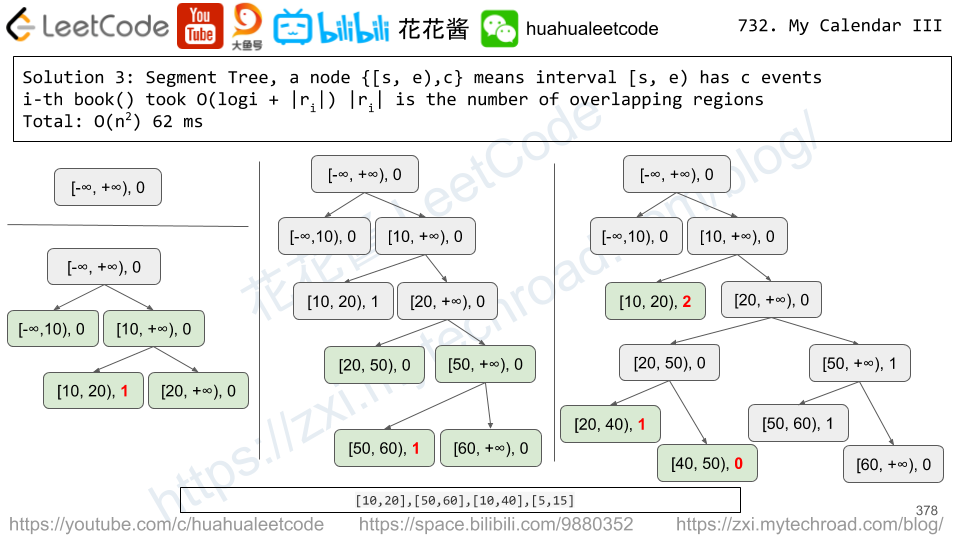 LeetCode
You
Tube
大鱼号
bilibili
花花酱
huahualeetcode
732. My Calendar III
Solution 3: Segment Tree, a node {[s, e),c} means interval [s, e) has c events
i-th book() took O(logi + |ri|) |ri| is the number of overlapping regions
Total: O(n²) 62 ms
[-∞, +∞), 0
[-∞, +∞), 0
[-∞,10), 0
[10, +∞), 0
[10, 20), 1
[20, +∞), 0
[-∞, +∞), 0
[-∞,10), 0
[10, +∞), 0
[10, 20), 1
[20, +∞), 0
[20, 50), 0
[50, +∞), 0
[50, 60), 1
[60, +∞), 0
[-∞, +∞), 0
[-∞,10), 0
[10, +∞), 0
[10, 20), 2
[20, +∞), 0
[20, 50), 0
[50, +∞), 1
[20, 40), 1
[50, 60), 1
[40, 50), 0
[60, +∞), 0
花花酱 LeetCode
https://zxi.mytechroad.com/blog/
[10,20],[50,60],[10,40],[5,15]
378
https://youtube.com/c/huahualeetcode
https://space.bilibili.com/9880352
https://zxi.mytechroad.com/blog/